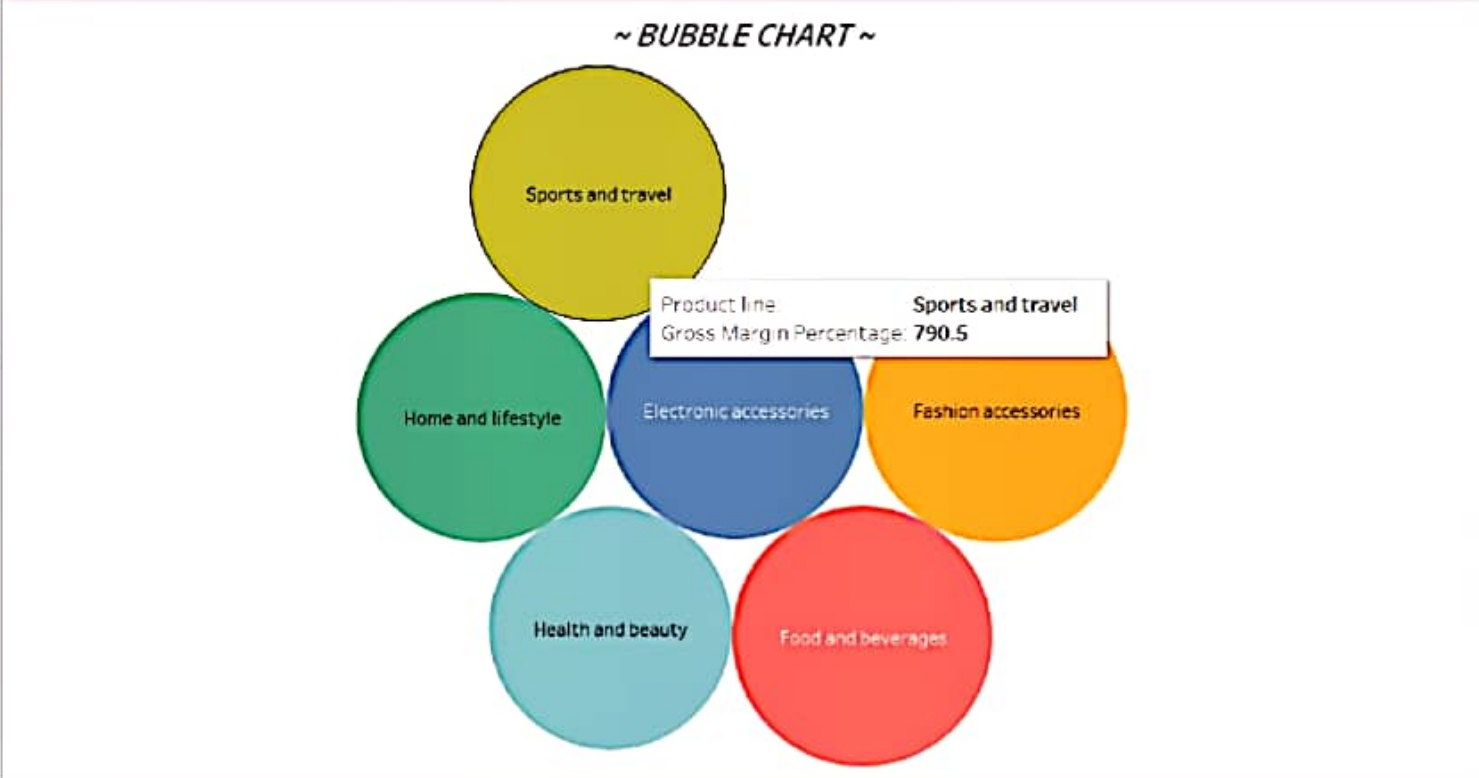 ~ BUBBLE CHART ~
Sports and travel
Product line: Sports and travel
Gross Margin Percentage: 790.5
Home and lifestyle
Electronic accessories
Fashion accessories
Health and beauty
Food and beverages